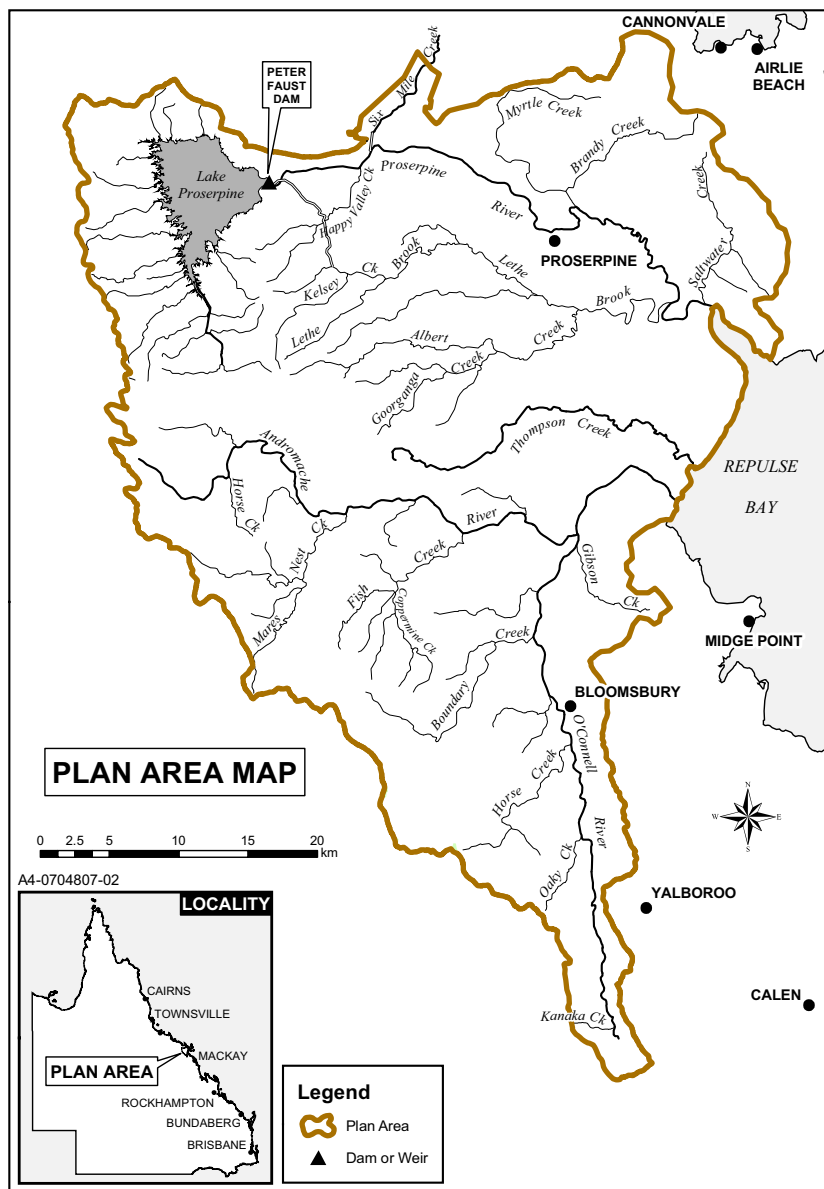 CANNONVALE
AIRLIE
BEACH
PETER
FAUST
DAM
Six Mile Creek
Myrtle Creek
Brandy Creek
Lake
Proserpine
Proserpine River
Happy Valley Ck
Saltwater Creek
PROSERPINE
Kelsey Ck
Lethe Brook
Lethe Brook
Albert Creek
Goorganga Creek
Thompson Creek
REPULSE
BAY
Andromache River
Horse Ck
Mares Nest Ck
Fish Creek
Coppermine Ck
Gibson Ck
MIDGE POINT
Boundary Creek
BLOOMSBURY
O'Connell River
Horse Creek
Oaky Ck
YALBOROO
CALEN
Kanaka Ck
PLAN AREA MAP
0 2.5 5 10 15 20
km
N
W E
S
A4-0704807-02
LOCALITY
CAIRNS
TOWNSVILLE
MACKAY
PLAN AREA
ROCKHAMPTON
BUNDABERG
BRISBANE
Legend
Plan Area
Dam or Weir